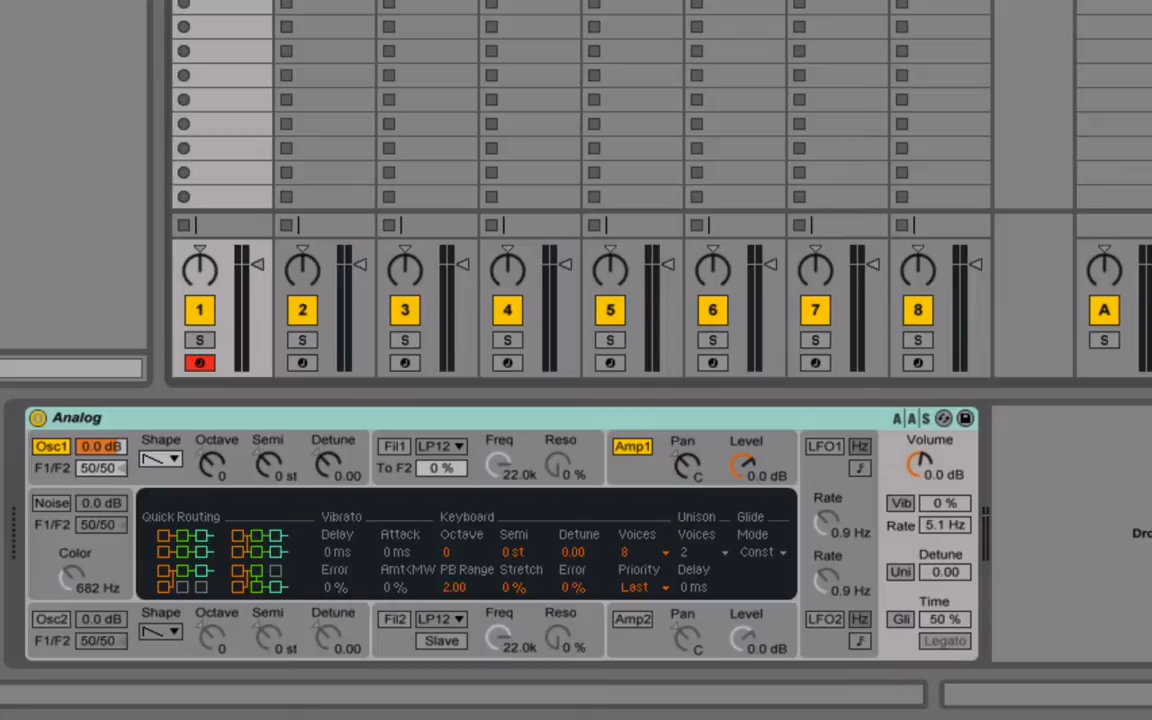 1 2 3 4 5 6 7 8 A
S S S S S S S S S
Analog A|A|S
Osc1 0.0 dB Shape Octave Semi Detune Fil1 LP12 Freq Reso Amp1 Pan Level LFO1 Hz Volume
F1/F2 50/50 0 0 st 0.00 To F2 0 % 22.0k 0 % C 0.0 dB 0.0 dB
Noise 0.0 dB Quick Routing Vibrato Keyboard Unison Glide Rate Vib 0 %
F1/F2 50/50 Delay Attack Octave Semi Detune Voices Voices Mode 0.9 Hz Rate 5.1 Hz
Color 0 ms 0 ms 0 0 st 0.00 8 2 Const Rate Detune
682 Hz Error Amt<MW PB Range Stretch Error Priority Delay 0.9 Hz Uni 0.00
0 % 0 % 2.00 0 % 0 % Last 0 ms Time
Osc2 0.0 dB Shape Octave Semi Detune Fil2 LP12 Freq Reso Amp2 Pan Level LFO2 Hz Gli 50 %
F1/F2 50/50 0 0 st 0.00 Slave 22.0k 0 % C 0.0 dB Legato
Dro